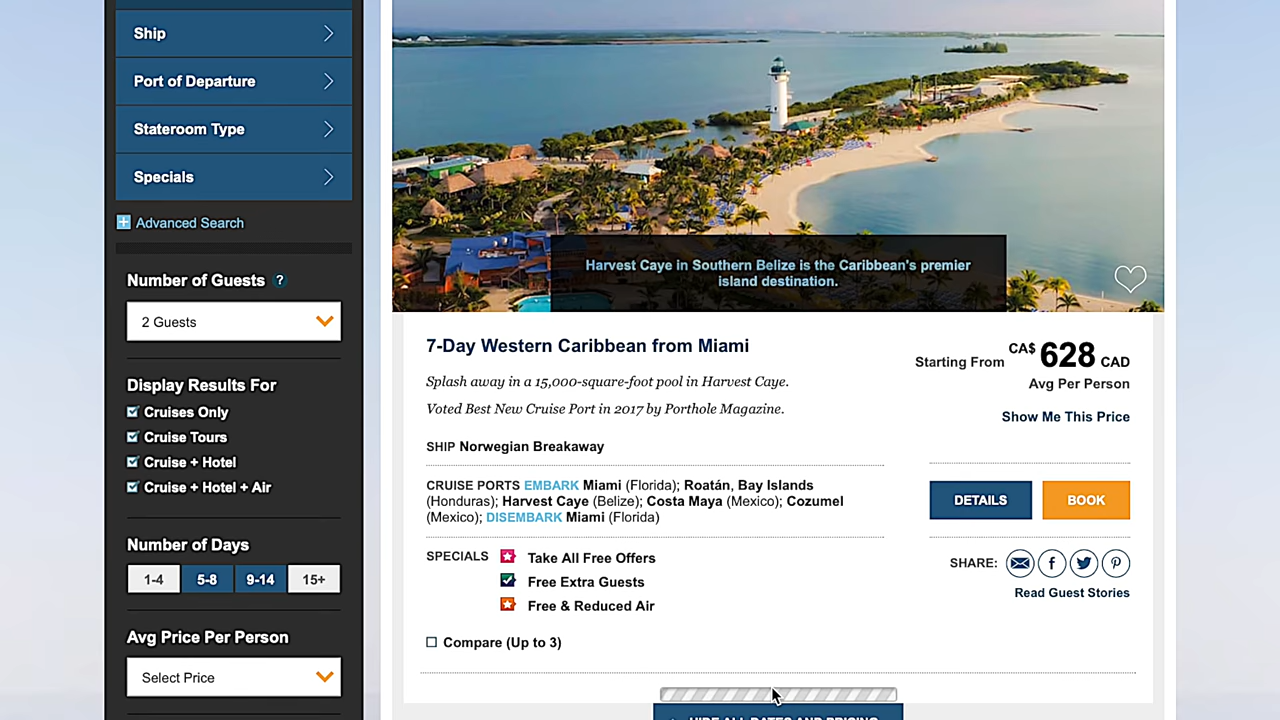 Ship
Port of Departure
Stateroom Type
Specials
Advanced Search
Number of Guests ?
2 Guests
Display Results For
Cruises Only
Cruise Tours
Cruise + Hotel
Cruise + Hotel + Air
Number of Days
1-4 5-8 9-14 15+
Avg Price Per Person
Select Price
Harvest Caye in Southern Belize is the Caribbean's premier
island destination.
7-Day Western Caribbean from Miami
Splash away in a 15,000-square-foot pool in Harvest Caye.
Voted Best New Cruise Port in 2017 by Porthole Magazine.
SHIP Norwegian Breakaway
CRUISE PORTS EMBARK Miami (Florida); Roatán, Bay Islands
(Honduras); Harvest Caye (Belize); Costa Maya (Mexico); Cozumel
(Mexico); DISEMBARK Miami (Florida)
SPECIALS Take All Free Offers
Free Extra Guests
Free & Reduced Air
Compare (Up to 3)
Starting From CA$ 628 CAD
Avg Per Person
Show Me This Price
DETAILS BOOK
SHARE:
Read Guest Stories
HIDE ALL DATES AND PRICING